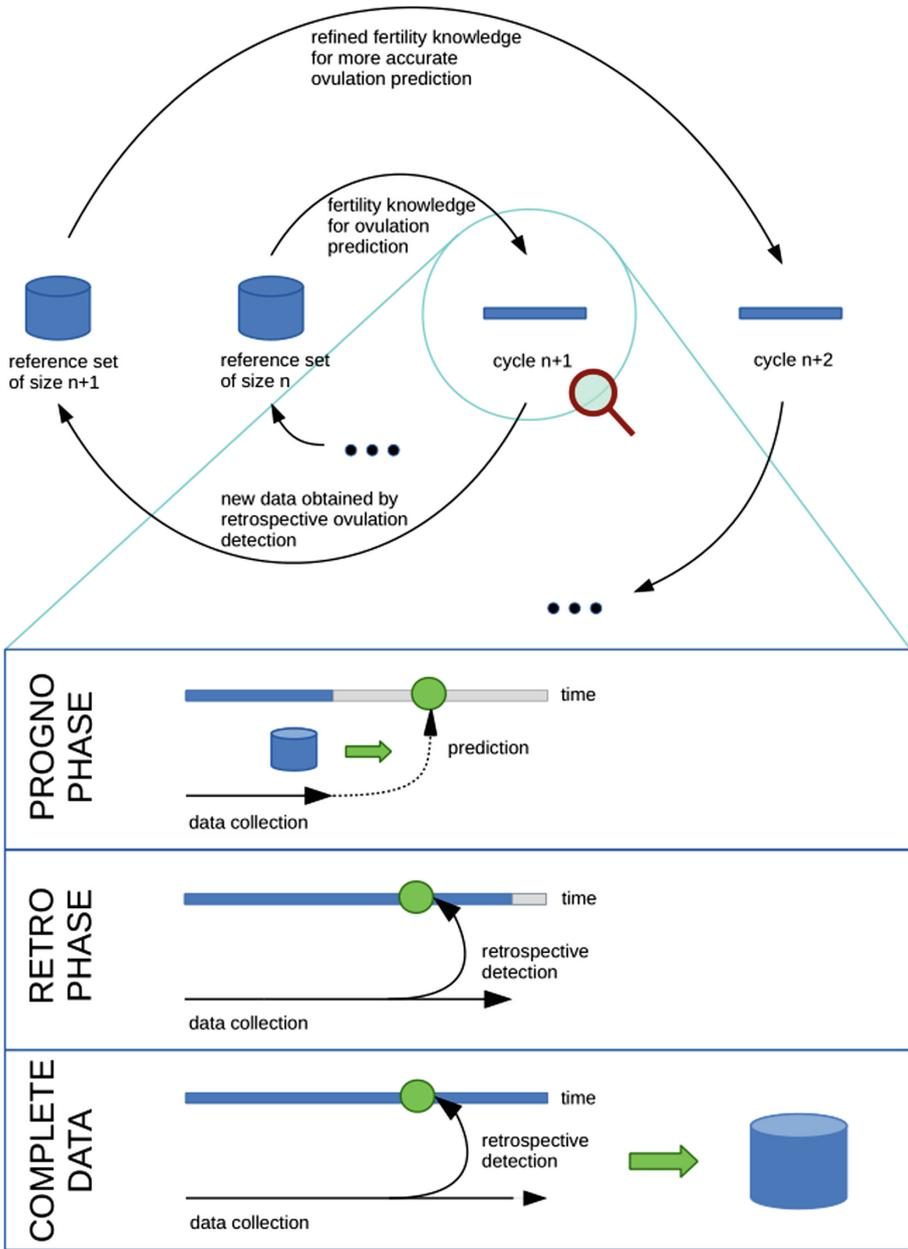 refined fertility knowledge
for more accurate
ovulation prediction
fertility knowledge
for ovulation
prediction
reference set
of size n+1
reference set
of size n
cycle n+1
cycle n+2
new data obtained by
retrospective ovulation
detection
PROGNO
PHASE
time
prediction
data collection
RETRO
PHASE
time
retrospective
detection
data collection
COMPLETE
DATA
time
retrospective
detection
data collection